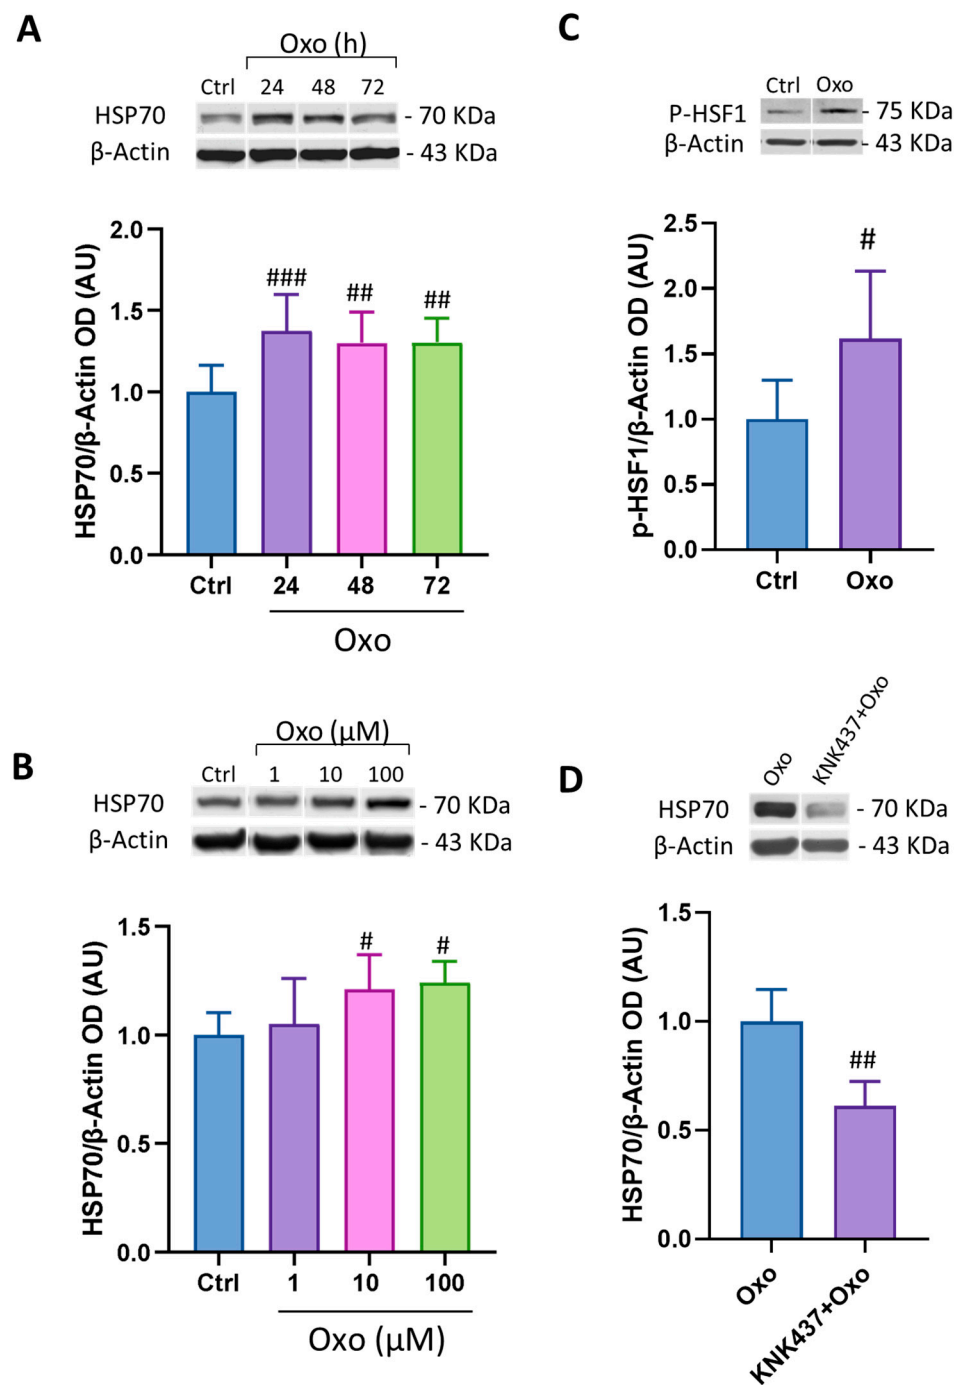 A
Oxo (h)
Ctrl 24 48 72
HSP70 - 70 KDa
β-Actin - 43 KDa
HSP70/β-Actin OD (AU)
2.0
1.5
1.0
0.5
0.0
### ## ##
Ctrl 24 48 72
Oxo
B
Oxo (μM)
Ctrl 1 10 100
HSP70 - 70 KDa
β-Actin - 43 KDa
HSP70/β-Actin OD (AU)
1.5
1.0
0.5
0.0
# #
Ctrl 1 10 100
Oxo (μM)
C
Ctrl Oxo
P-HSF1 - 75 KDa
β-Actin - 43 KDa
p-HSF1/β-Actin OD (AU)
2.5
2.0
1.5
1.0
0.5
0.0
#
Ctrl Oxo
D
Oxo KNK437+Oxo
HSP70 - 70 KDa
β-Actin - 43 KDa
HSP70/β-Actin OD (AU)
1.5
1.0
0.5
0.0
##
Oxo KNK437+Oxo